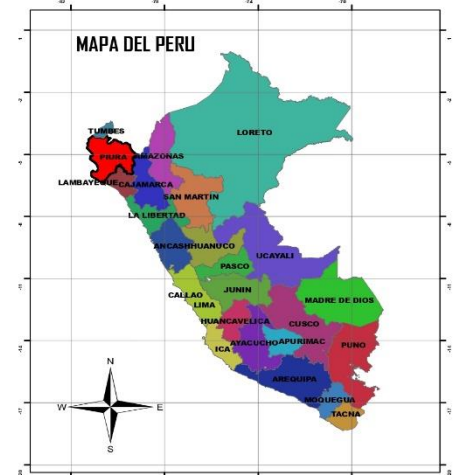 MAPA DEL PERU
TUMBES
LORETO
PIURA
AMAZONAS
LAMBAYEQUE
CAJAMARCA
SAN MARTIN
LA LIBERTAD
ANCASH
HUANUCO
UCAYALI
PASCO
CALLAO
JUNIN
LIMA
MADRE DE DIOS
HUANCAVELICA
CUSCO
AYACUCHO
APURIMAC
PUNO
ICA
AREQUIPA
MOQUEGUA
TACNA
N
W
E
S